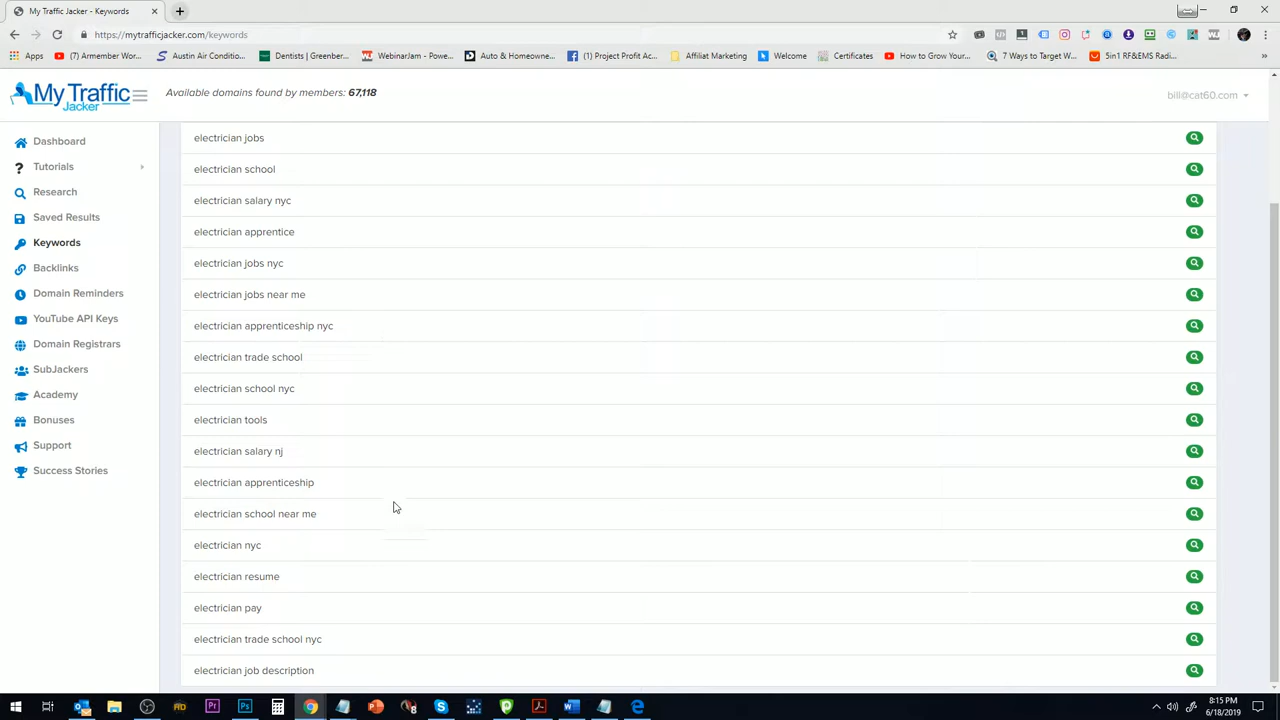 My Traffic Jacker - Keywords
https://mytrafficjacker.com/keywords
Apps
(7) Armember Wor...
Austin Air Conditio...
Dentists | Greenber...
WebinarJam - Powe...
Auto & Homeowne...
(1) Project Profit Ac...
Affiliat Marketing
Welcome
Certificates
How to Grow Your...
7 Ways to Target W...
5in1 RF&EMS Radi...
My Traffic
Jacker
Available domains found by members: 67,118
bill@cat60.com
Dashboard
Tutorials
Research
Saved Results
Keywords
Backlinks
Domain Reminders
YouTube API Keys
Domain Registrars
SubJackers
Academy
Bonuses
Support
Success Stories
electrician jobs
electrician school
electrician salary nyc
electrician apprentice
electrician jobs nyc
electrician jobs near me
electrician apprenticeship nyc
electrician trade school
electrician school nyc
electrician tools
electrician salary nj
electrician apprenticeship
electrician school near me
electrician nyc
electrician resume
electrician pay
electrician trade school nyc
electrician job description
8:15 PM
6/18/2019